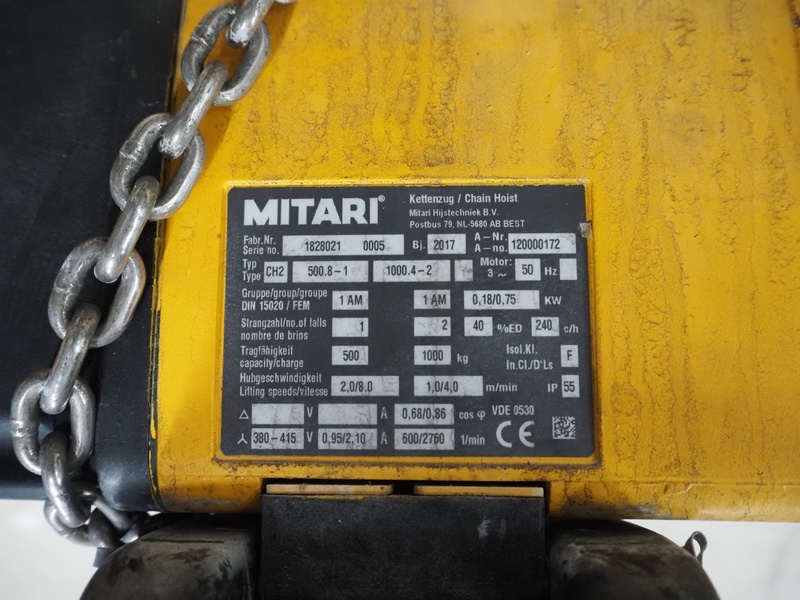 MITARI®
Kettenzug / Chain Hoist
Mitari Hijstechniek B.V.
Postbus 79, NL-5680 AB BEST
Fabr.Nr. Serie no. 1828021 0005 Bj. 2017 A-Nr. A-no. 120000172
Typ Type CH2 500.8-1 1000.4-2 Motor: 3 ~ 50 Hz
Gruppe/group/groupe DIN 15020 / FEM 1 AM 1 AM 0,18/0,75 KW
Strangzahl/no.of falls nombre de brins 1 2 40 %ED 240 c/h
Tragfähigkeit capacity/charge 500 1000 kg Isol.Kl. In.Cl./D'Ls F
Hubgeschwindigkeit Lifting speeds/vitesse 2,0/8.0 1,0/4,0 m/min IP 55
△ V A 0,68/0,86 cos φ VDE 0530
380-415 V 0,95/2,10 A 600/2760 1/min CE